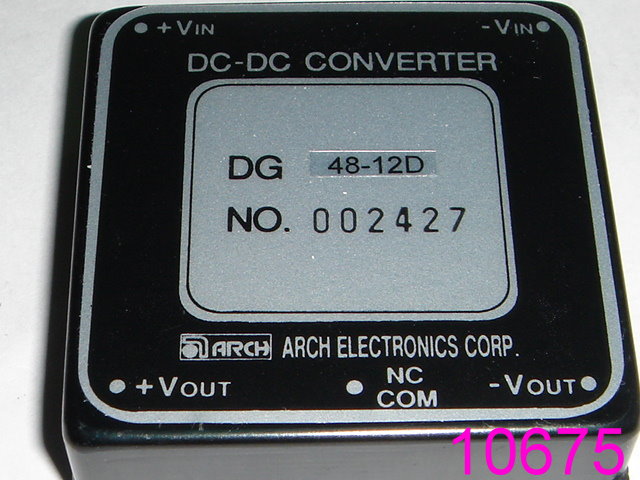 +VIN -VIN
DC-DC CONVERTER
DG 48-12D
NO. 002427
ARCH ARCH ELECTRONICS CORP.
+VOUT NC COM -VOUT
10675